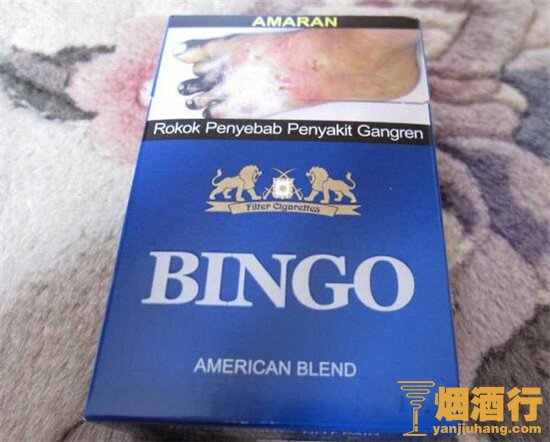 AMARAN
Rokok Penyebab Penyakit Gangren
Filter Cigarettes
BINGO
AMERICAN BLEND
烟酒行
yanjiuhang.com